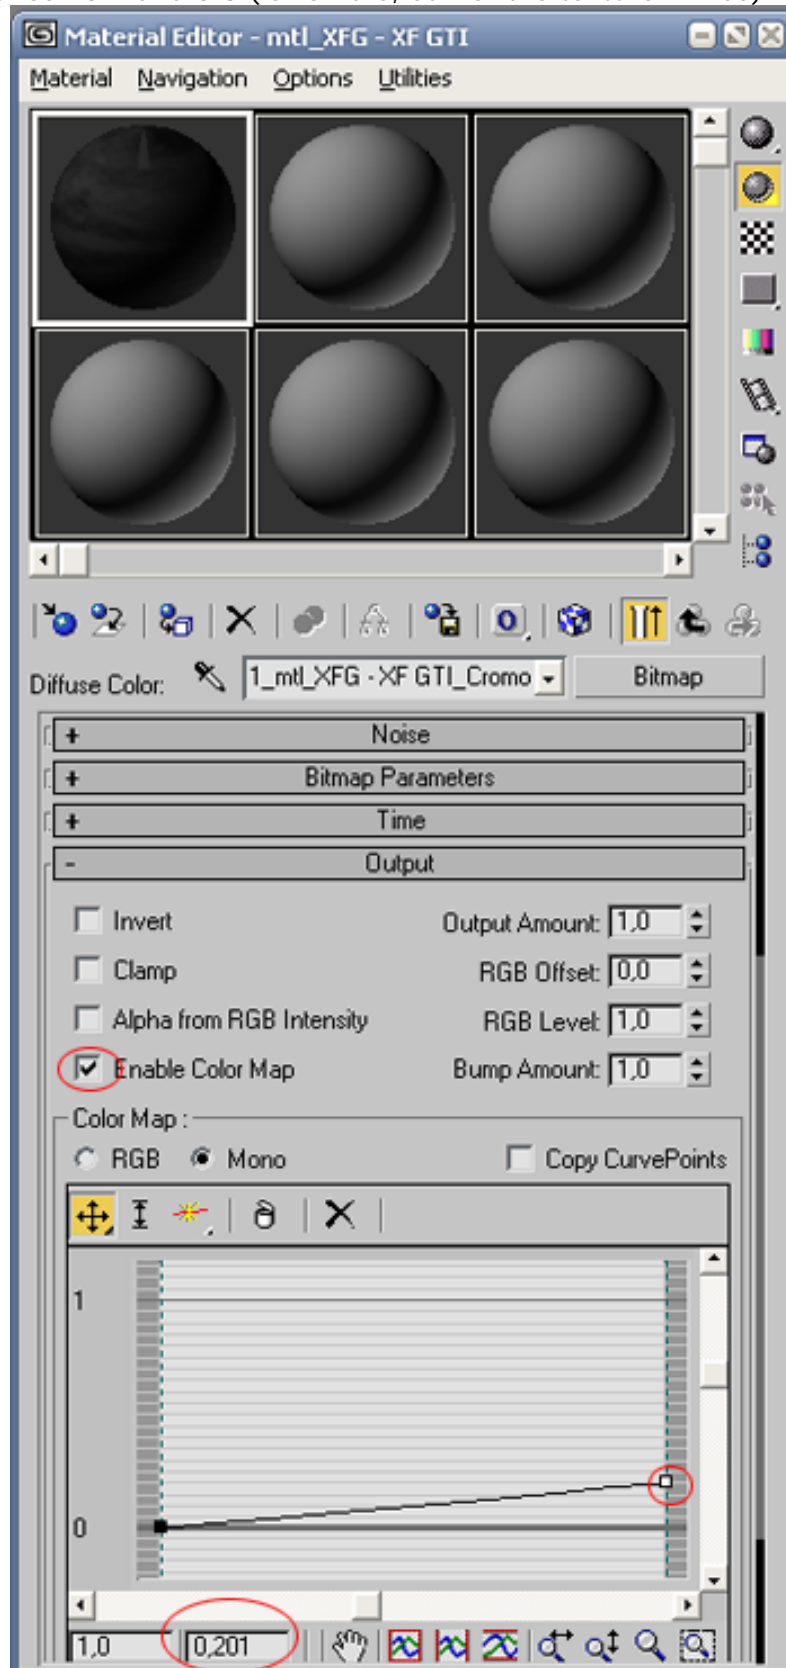 Material Editor - mtl_XFG - XF GTI
Material Navigation Options Utilities
Diffuse Color: 1_mtl_XFG - XF GTI_Cromo Bitmap
+ Noise
+ Bitmap Parameters
+ Time
- Output
Invert Output Amount: 1,0
Clamp RGB Offset: 0,0
Alpha from RGB Intensity RGB Level: 1,0
Enable Color Map Bump Amount: 1,0
Color Map :
RGB Mono Copy CurvePoints
1
0
1,0 0,201